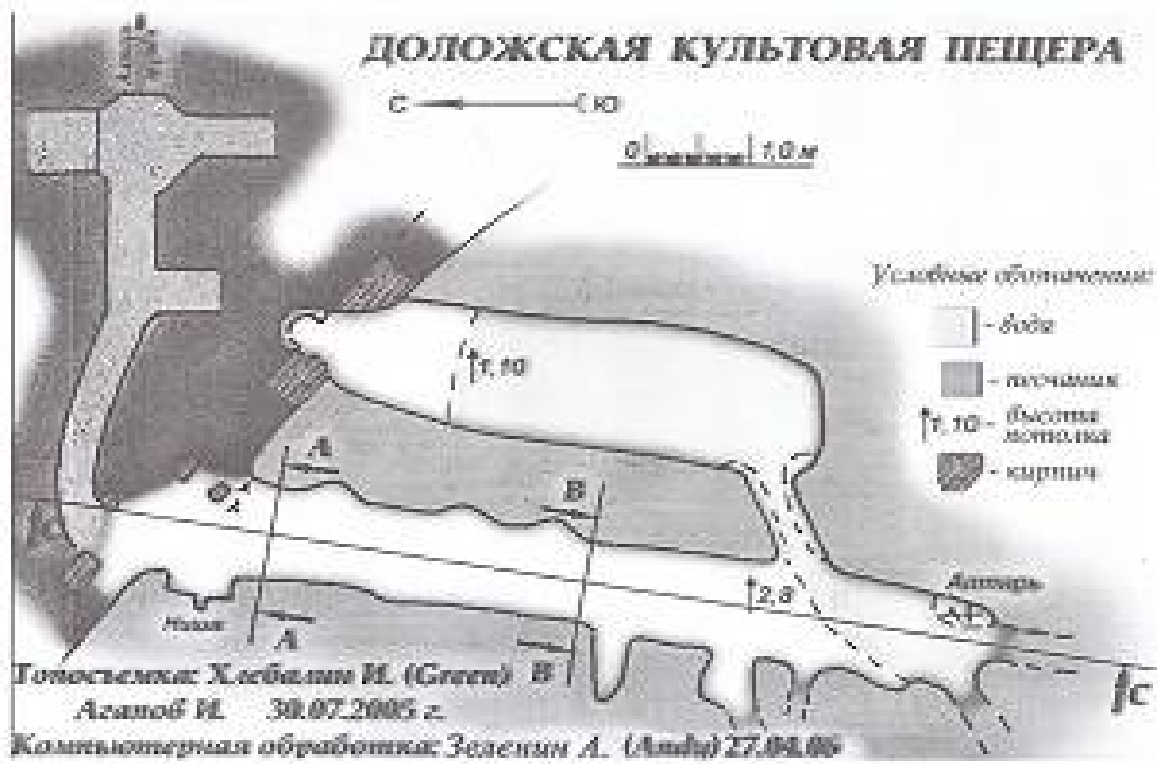 ДОЛОЖСКАЯ КУЛЬТОВАЯ ПЕЩЕРА
С Ю
0 1,0 м
Условные обозначения:
- вода
- песчаник
1,10 - высота потолка
- кирпич
1,10
А
В
2,8
Алтарь
Ниша
А
В
С
Топосъемка: Хлебалин И. (Green)
Агапов И. 30.07.2005 г.
Компьютерная обработка: Зеленин А. (Andy) 27.04.06